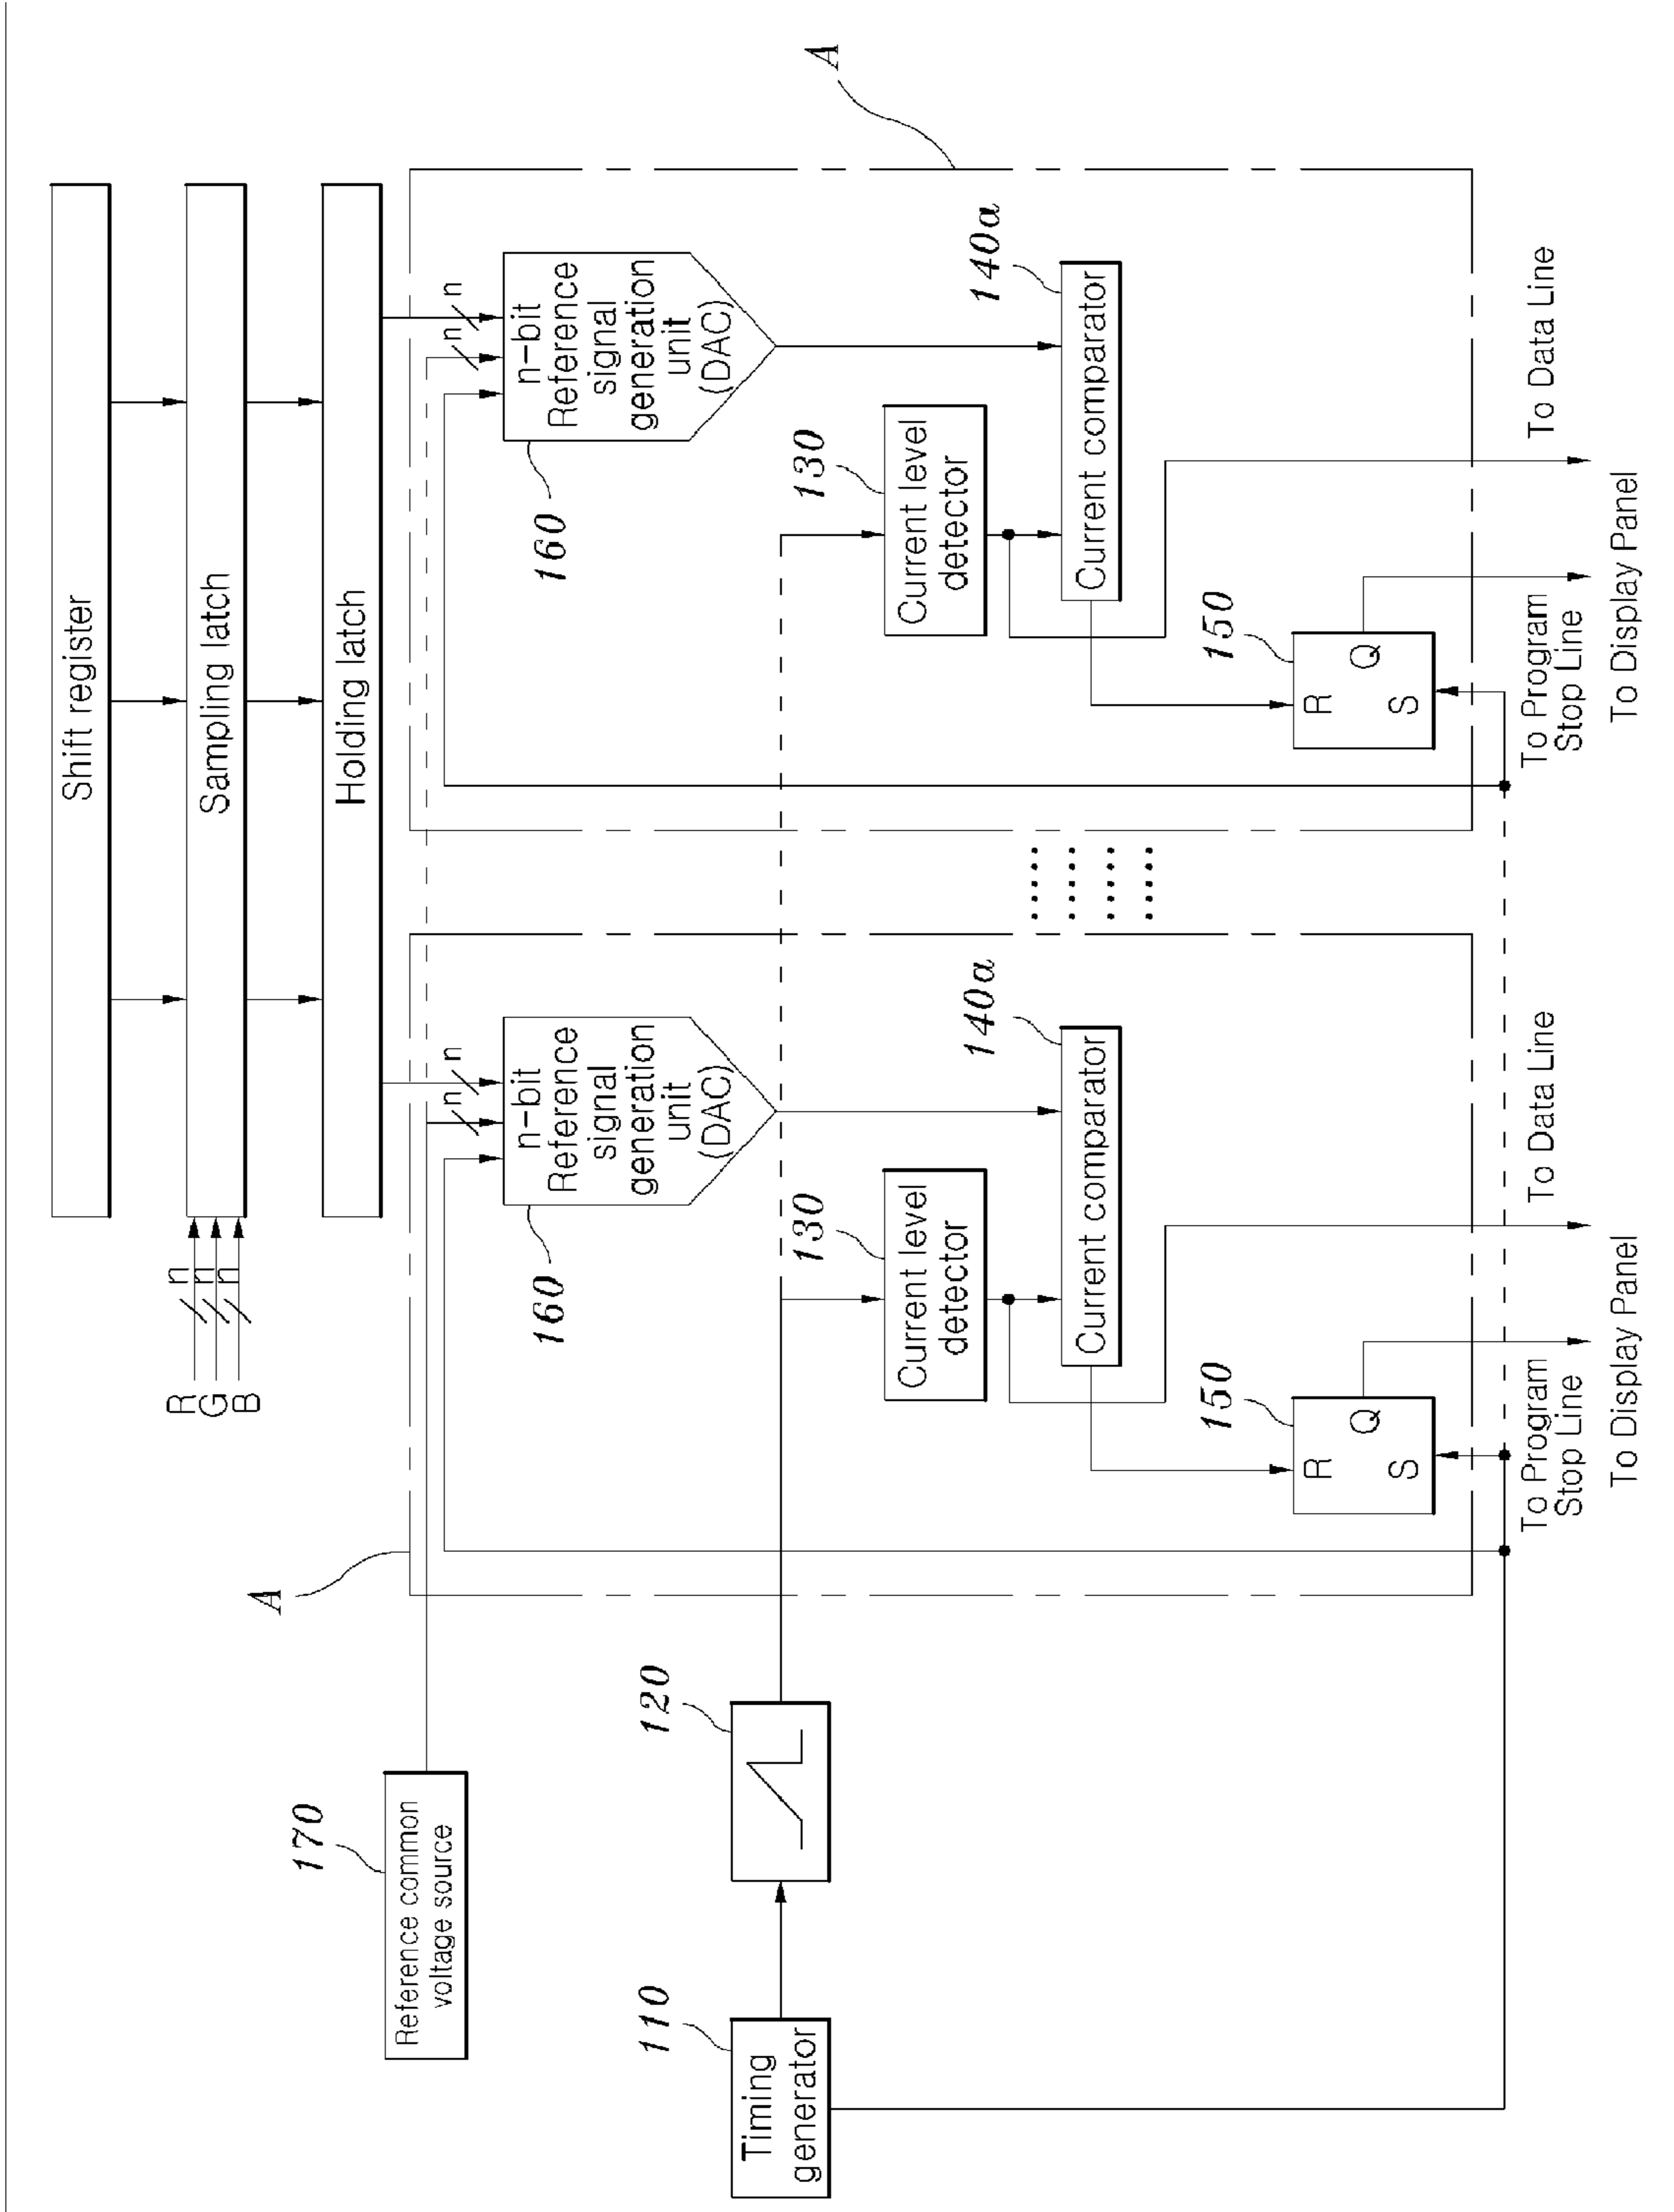 Shift register
R
G
B
n
n
n
Sampling latch
Holding latch
A
170
Reference common
voltage source
n
n
n-bit
Reference
signal
generation
unit
(DAC)
160
n
n
n-bit
Reference
signal
generation
unit
(DAC)
160
A
110
Timing
generator
120
130
Current level
detector
140a
Current comparator
150
R
Q
S
130
Current level
detector
140a
Current comparator
150
R
Q
S
To Program
Stop Line
To Data Line
To Display Panel
To Program
Stop Line
To Data Line
To Display Panel